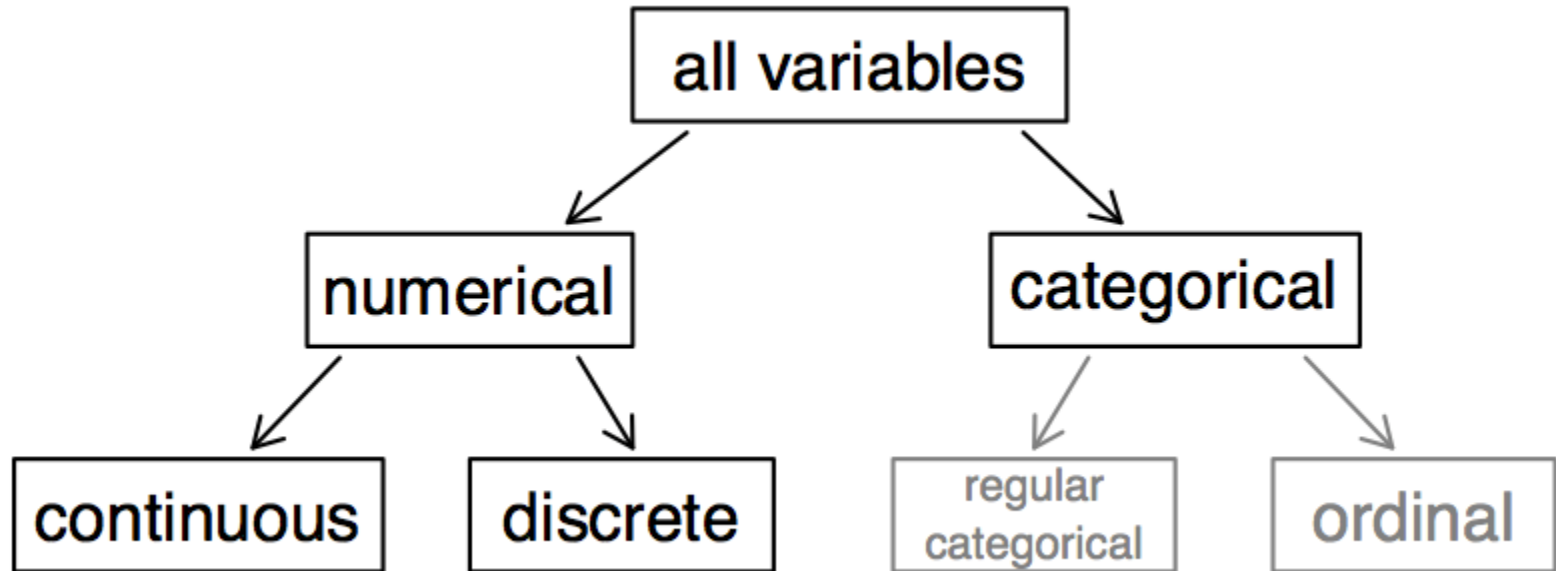 all variables
numerical
categorical
continuous
discrete
regular
categorical
ordinal